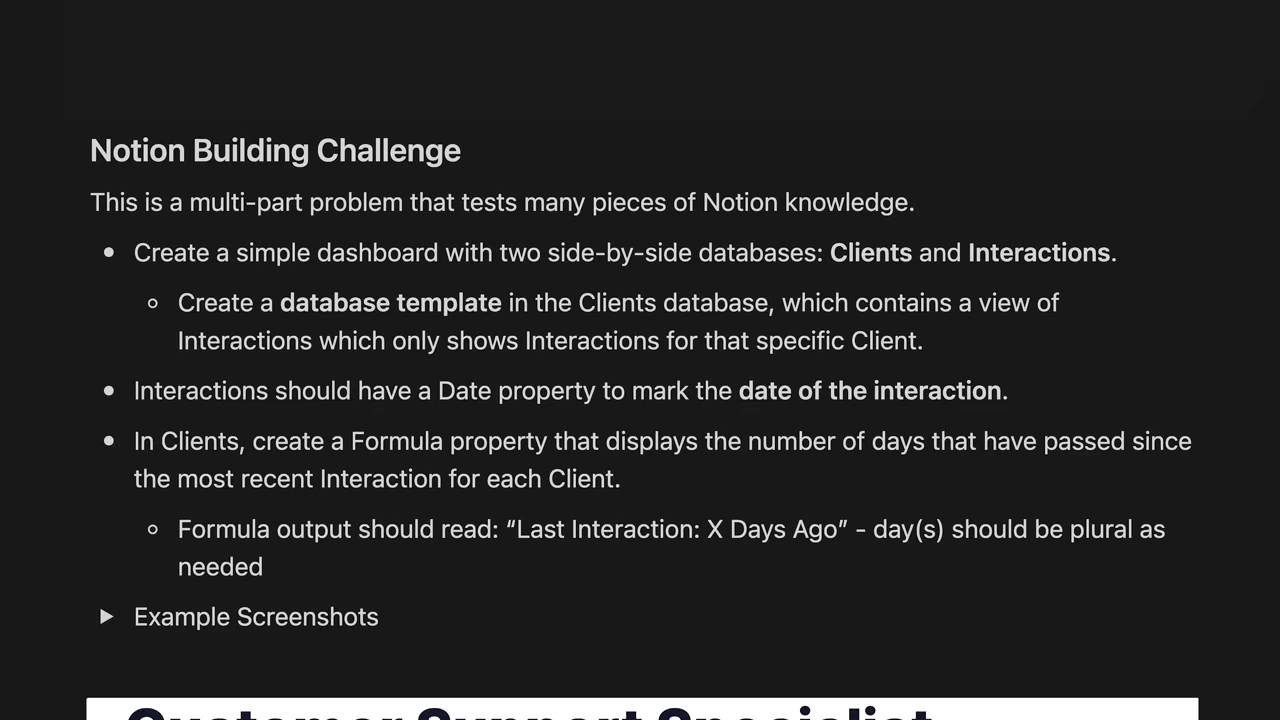 Notion Building Challenge
This is a multi-part problem that tests many pieces of Notion knowledge.
• Create a simple dashboard with two side-by-side databases: Clients and Interactions.
◦ Create a database template in the Clients database, which contains a view of
Interactions which only shows Interactions for that specific Client.
• Interactions should have a Date property to mark the date of the interaction.
• In Clients, create a Formula property that displays the number of days that have passed since
the most recent Interaction for each Client.
◦ Formula output should read: “Last Interaction: X Days Ago” - day(s) should be plural as
needed
▶ Example Screenshots
Customer Support Specialist